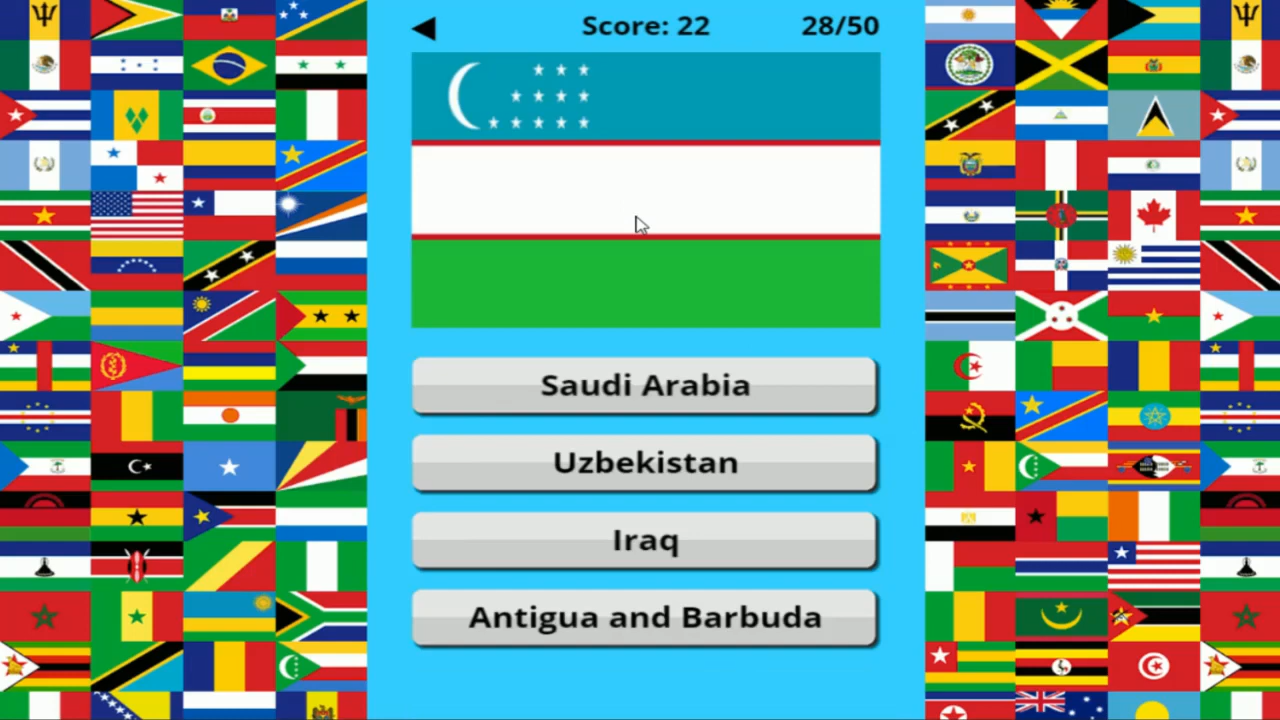 Score: 22
28/50
Saudi Arabia
Uzbekistan
Iraq
Antigua and Barbuda